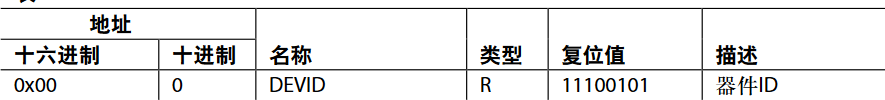 地址
十六进制 十进制 名称 类型 复位值 描述
0x00 0 DEVID R 11100101 器件ID